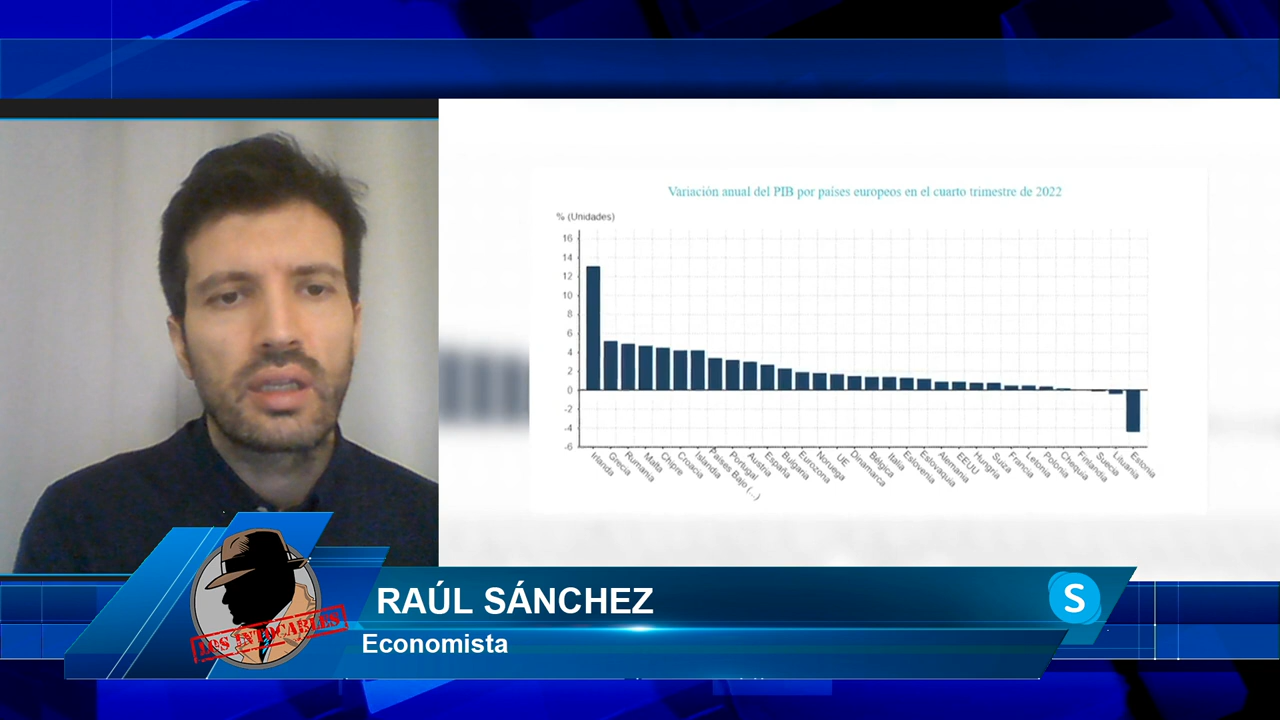 Variación anual del PIB por países europeos en el cuarto trimestre de 2022
% (Unidades)
16
14
12
10
8
6
4
2
0
-2
-4
-6
Irlanda
Grecia
Rumania
Malta
Chipre
Croacia
Islandia
Países Bajo (...)
Portugal
Austria
España
Bulgaria
Eurozona
Noruega
UE
Dinamarca
Bélgica
Italia
Eslovenia
Eslovaquia
Alemania
EEUU
Hungría
Suiza
Francia
Letonia
Polonia
Chequia
Finlandia
Suecia
Lituania
Estonia
LOS INTOCABLES
RAÚL SÁNCHEZ
S
Economista